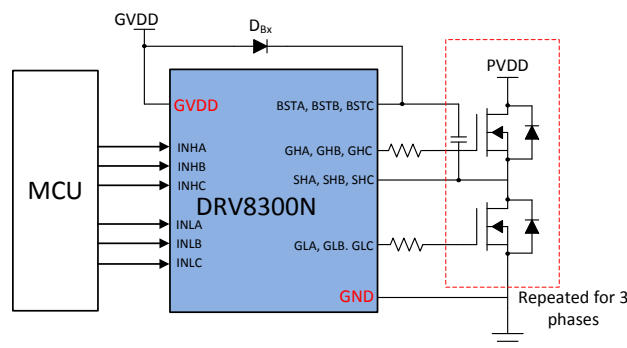 GVDD
DBx
PVDD
GVDD
BSTA, BSTB, BSTC
MCU
INHA
INHB
INHC
INLA
INLB
INLC
GHA, GHB, GHC
SHA, SHB, SHC
DRV8300N
GLA, GLB. GLC
GND
Repeated for 3
phases